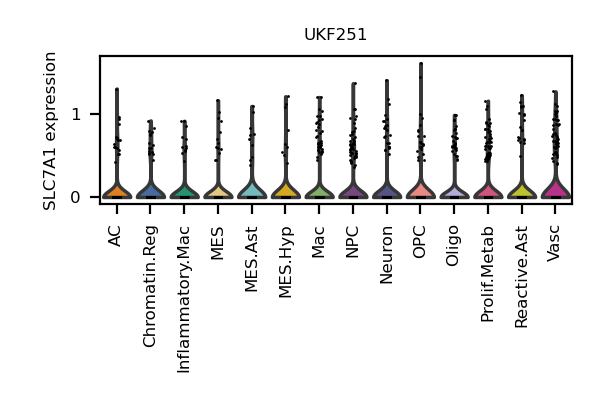 UKF251
SLC7A1 expression
1
0
AC
Chromatin.Reg
Inflammatory.Mac
MES
MES.Ast
MES.Hyp
Mac
NPC
Neuron
OPC
Oligo
Prolif.Metab
Reactive.Ast
Vasc